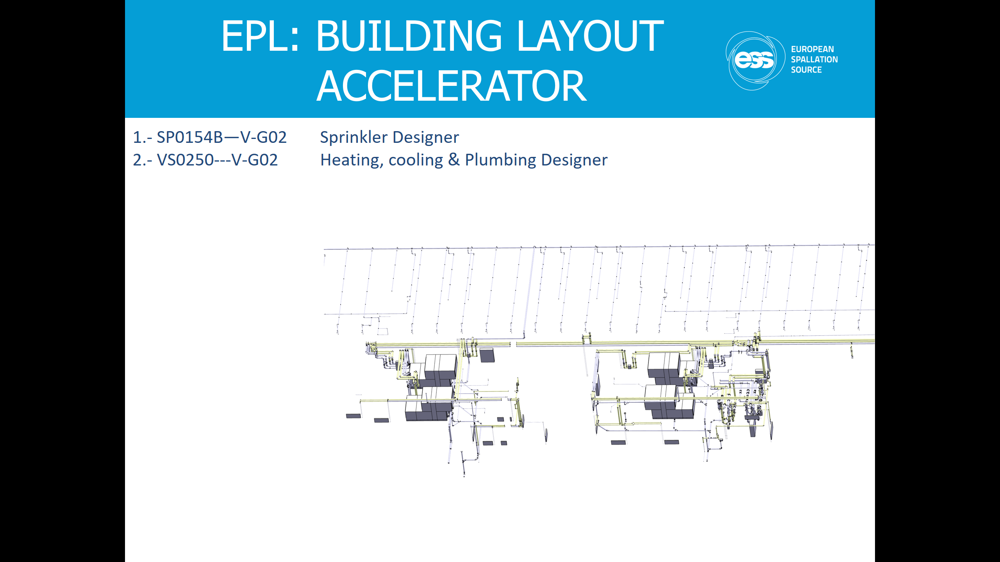 EPL: BUILDING LAYOUT
ACCELERATOR
ess
EUROPEAN
SPALLATION
SOURCE
1.- SP0154B—V-G02 Sprinkler Designer
2.- VS0250---V-G02 Heating, cooling & Plumbing Designer